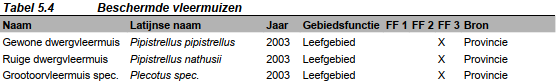 Tabel 5.4 Beschermde vleermuizen
Naam Latijnse naam Jaar Gebiedsfunctie FF 1 FF 2 FF 3 Bron
Gewone dwergvleermuis Pipistrellus pipistrellus 2003 Leefgebied X Provincie
Ruige dwergvleermuis Pipistrellus nathusii 2003 Leefgebied X Provincie
Grootoorvleermuis spec. Plecotus spec. 2003 Leefgebied X Provincie